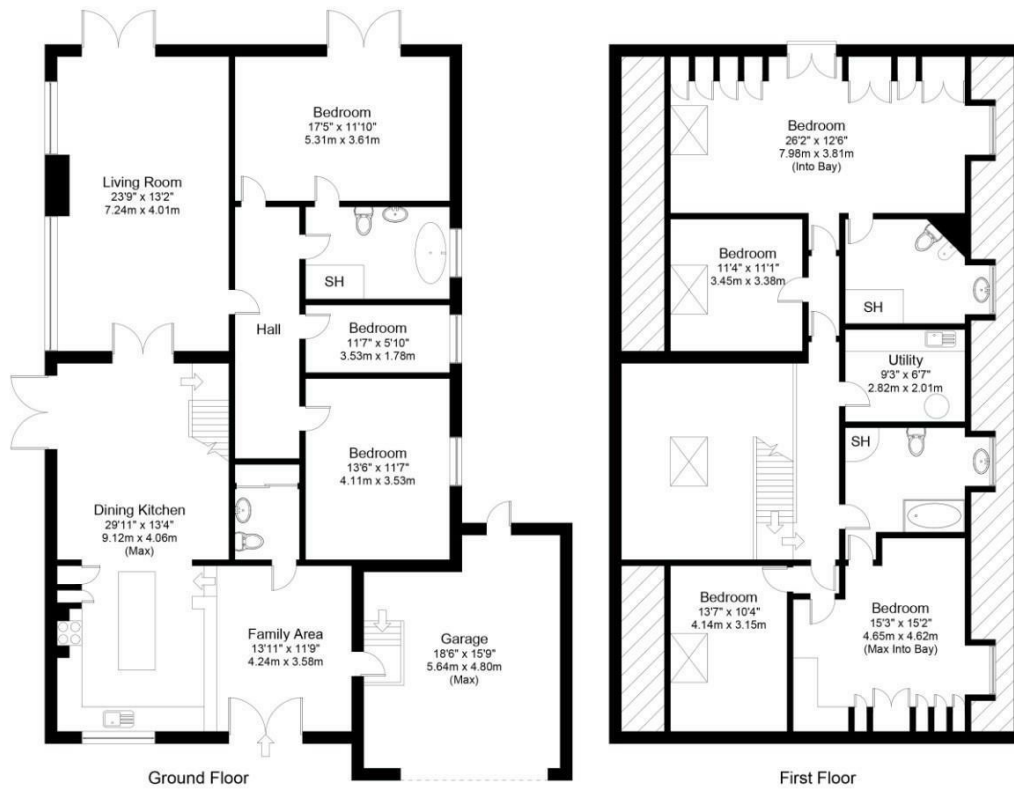 Living Room
23'9" x 13'2"
7.24m x 4.01m
Bedroom
17'5" x 11'10"
5.31m x 3.61m
SH
Hall
Bedroom
11'7" x 5'10"
3.53m x 1.78m
Bedroom
13'6" x 11'7"
4.11m x 3.53m
Dining Kitchen
29'11" x 13'4"
9.12m x 4.06m
(Max)
Family Area
13'11" x 11'9"
4.24m x 3.58m
Garage
18'6" x 15'9"
5.64m x 4.80m
(Max)
Ground Floor
Bedroom
26'2" x 12'6"
7.98m x 3.81m
(Into Bay)
Bedroom
11'4" x 11'1"
3.45m x 3.38m
SH
Utility
9'3" x 6'7"
2.82m x 2.01m
SH
Bedroom
13'7" x 10'4"
4.14m x 3.15m
Bedroom
15'3" x 15'2"
4.65m x 4.62m
(Max Into Bay)
First Floor